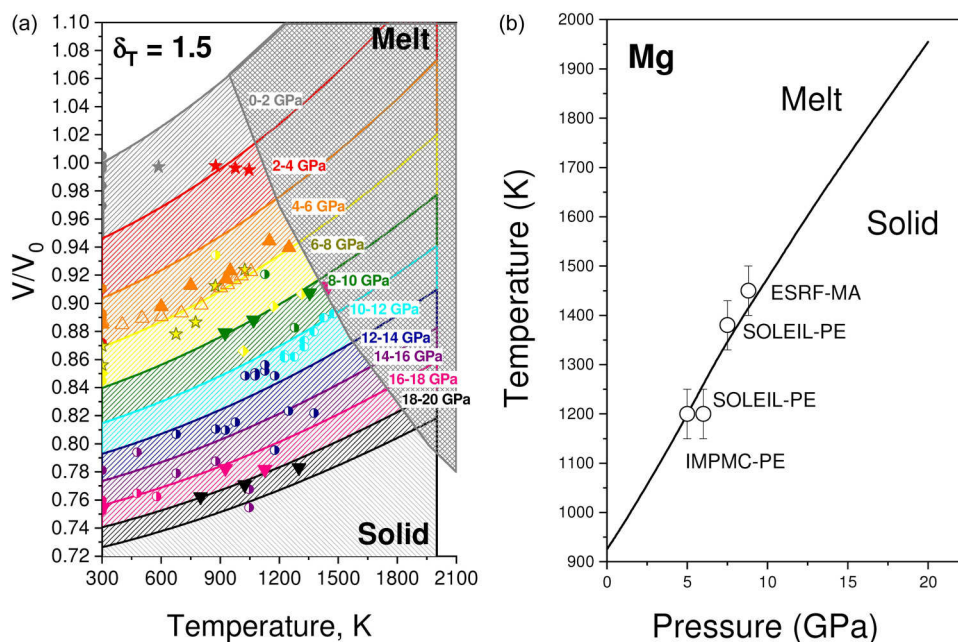 (a)
δT = 1.5
Melt
0-2 GPa
2-4 GPa
4-6 GPa
6-8 GPa
8-10 GPa
10-12 GPa
12-14 GPa
14-16 GPa
16-18 GPa
18-20 GPa
Solid
1.10
1.08
1.06
1.04
1.02
1.00
0.98
0.96
0.94
0.92
0.90
0.88
0.86
0.84
0.82
0.80
0.78
0.76
0.74
0.72
V/V0
300 600 900 1200 1500 1800 2100
Temperature, K
(b)
Mg
Melt
Solid
ESRF-MA
SOLEIL-PE
SOLEIL-PE
IMPMC-PE
2000
1900
1800
1700
1600
1500
1400
1300
1200
1100
1000
900
Temperature (K)
0 5 10 15 20
Pressure (GPa)